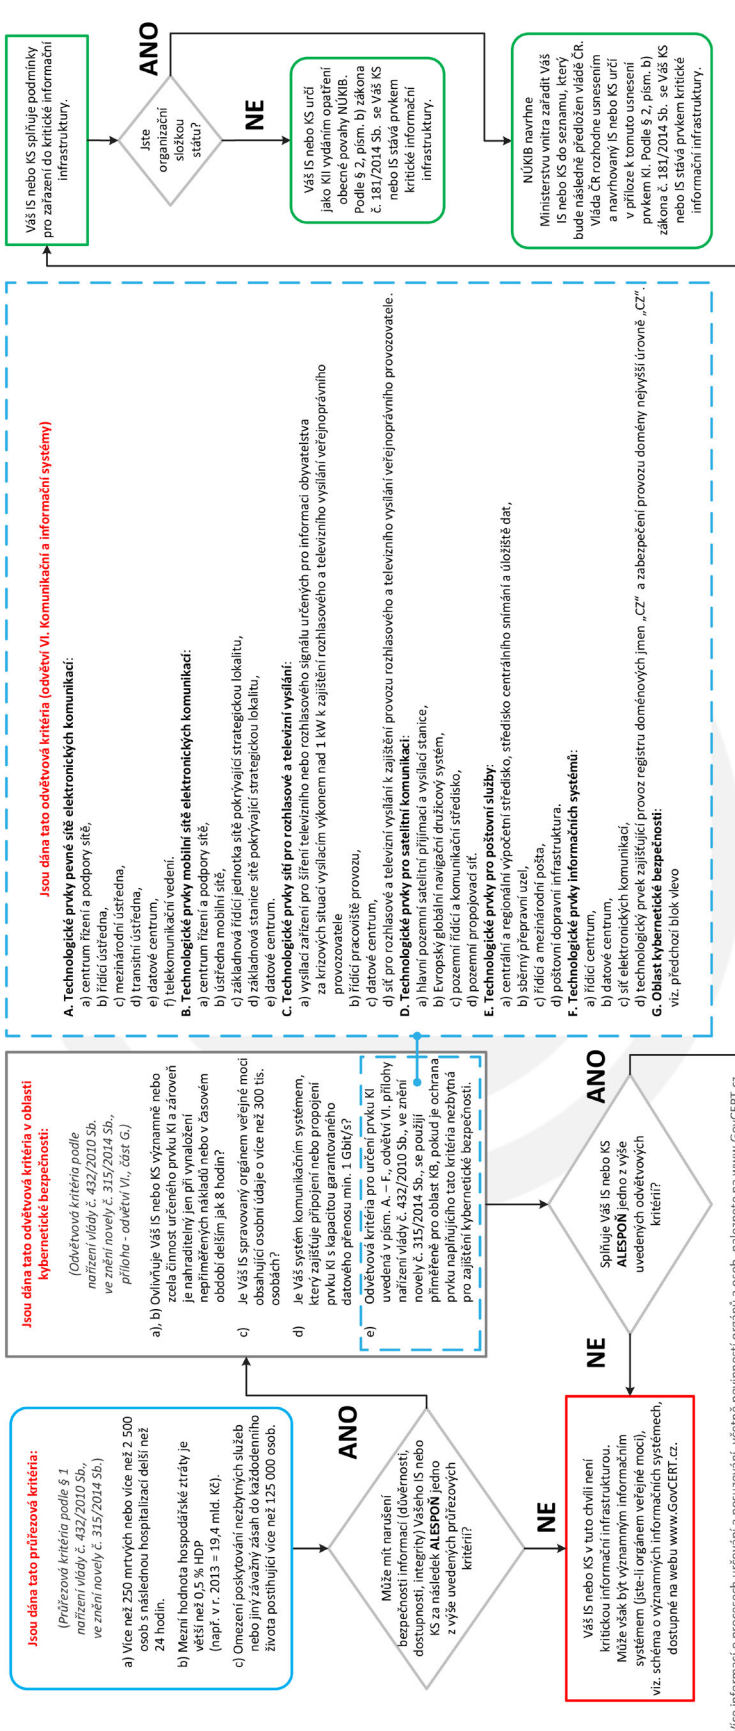 Jsou dána tato průřezová kritéria:
(Průřezová kritéria podle § 1
nařízení vlády č. 432/2010 Sb.,
ve znění novely č. 315/2014 Sb.)
a) Více než 250 mrtvých nebo více než 2 500
osob s následnou hospitalizací delší než
24 hodin.
b) Mezní hodnota hospodářské ztráty je
větší než 0,5 % HDP
(např. v r. 2013 = 19,4 mld. Kč).
c) Omezení poskytování nezbytných služeb
nebo jiný závažný zásah do každodenního
života postihující více než 125 000 osob.
Může mít narušení
bezpečnosti informací (důvěrnosti,
dostupnosti, integrity) Vašeho IS nebo
KS za následek ALESPOŇ jedno
z výše uvedených průřezových
kritérií?
ANO
NE
Váš IS nebo KS v tuto chvíli není
kritickou informační infrastrukturou.
Může však být významným informačním
systémem (jste-li orgánem veřejné moci),
viz. schéma o významných informačních systémech,
dostupné na webu www.GovCERT.cz.
Jsou dána tato odvětvová kritéria v oblasti
kybernetické bezpečnosti:
(Odvětvová kritéria podle
nařízení vlády č. 432/2010 Sb.
ve znění novely č. 315/2014 Sb.,
příloha - odvětví VI., část G.)
a), b) Ovlivňuje Váš IS nebo KS významně nebo
zcela činnost určeného prvku KI a zároveň
je nahraditelný jen při vynaložení
nepřiměřených nákladů nebo v časovém
období delším jak 8 hodin?
c) Je Váš IS spravovaný orgánem veřejné moci
obsahující osobní údaje o více než 300 tis.
osobách?
d) Je Váš systém komunikačním systémem,
který zajišťuje připojení nebo propojení
prvku KI s kapacitou garantovaného
datového přenosu min. 1 Gbit/s?
e) Odvětvová kritéria pro určení prvku KI
uvedená v písm. A. – F., odvětví VI. přílohy
nařízení vlády č. 432/2010 Sb., ve znění
novely č. 315/2014 Sb., se použijí
přiměřeně pro oblast KB, pokud je ochrana
prvku naplňujícího tato kritéria nezbytná
pro zajištění kybernetické bezpečnosti.
Splňuje Váš IS nebo KS
ALESPOŇ jedno z výše
uvedených odvětvových
kritérií?
NE
ANO
Jsou dána tato odvětvová kritéria (odvětví VI. Komunikační a informační systémy)
A. Technologické prvky pevné sítě elektronických komunikací:
a) centrum řízení a podpory sítě,
b) řídící ústředna,
c) mezinárodní ústředna,
d) transitní ústředna,
e) datové centrum,
f) telekomunikační vedení.
B. Technologické prvky mobilní sítě elektronických komunikací:
a) centrum řízení a podpory sítě,
b) ústředna mobilní sítě,
c) základnová řídící jednotka sítě pokrývající strategickou lokalitu,
d) základnová stanice sítě pokrývající strategickou lokalitu,
e) datové centrum.
C. Technologické prvky sítí pro rozhlasové a televizní vysílání:
a) vysílací zařízení pro šíření televizního nebo rozhlasového signálu určených pro informaci obyvatelstva
za krizových situací vysílacím výkonem nad 1 kW k zajištění rozhlasového a televizního vysílání veřejnoprávního
provozovatele
b) řídící pracoviště provozu,
c) datové centrum,
d) síť pro rozhlasové a televizní vysílání k zajištění provozu rozhlasového a televizního vysílání veřejnoprávního provozovatele.
D. Technologické prvky pro satelitní komunikaci:
a) hlavní pozemní satelitní přijímací a vysílací stanice,
b) Evropský globální navigační družicový systém,
c) pozemní řídící a komunikační středisko,
d) pozemní propojovací síť.
E. Technologické prvky pro poštovní služby:
a) centrální a regionální výpočetní středisko, středisko centrálního snímání a úložiště dat,
b) sběrný přepravní uzel,
c) řídící a mezinárodní pošta,
d) poštovní dopravní infrastruktura.
F. Technologické prvky informačních systémů:
a) řídící centrum,
b) datové centrum,
c) síť elektronických komunikací,
d) technologický prvek zajišťující provoz registru doménových jmen „CZ“ a zabezpečení provozu domény nejvyšší úrovně „CZ“.
G. Oblast kybernetické bezpečnosti:
viz. předchozí blok vlevo
Váš IS nebo KS splňuje podmínky
pro zařazení do kritické informační
infrastruktury.
Jste
organizační
složkou
státu?
ANO
NE
Váš IS nebo KS určí
jako KII vydáním opatření
obecné povahy NÚKIB.
Podle § 2, písm. b) zákona
č. 181/2014 Sb. se Váš KS
nebo IS stává prvkem
kritické informační
infrastruktury.
NÚKIB navrhne
Ministerstvu vnitra zařadit Váš
IS nebo KS do seznamu, který
bude následně předložen vládě ČR.
Vláda ČR rozhodne usnesením
a navrhovaný IS nebo KS určí
v příloze k tomuto usnesení
prvkem KI. Podle § 2, písm. b)
zákona č. 181/2014 Sb. se Váš KS
nebo IS stává prvkem kritické
informační infrastruktury.